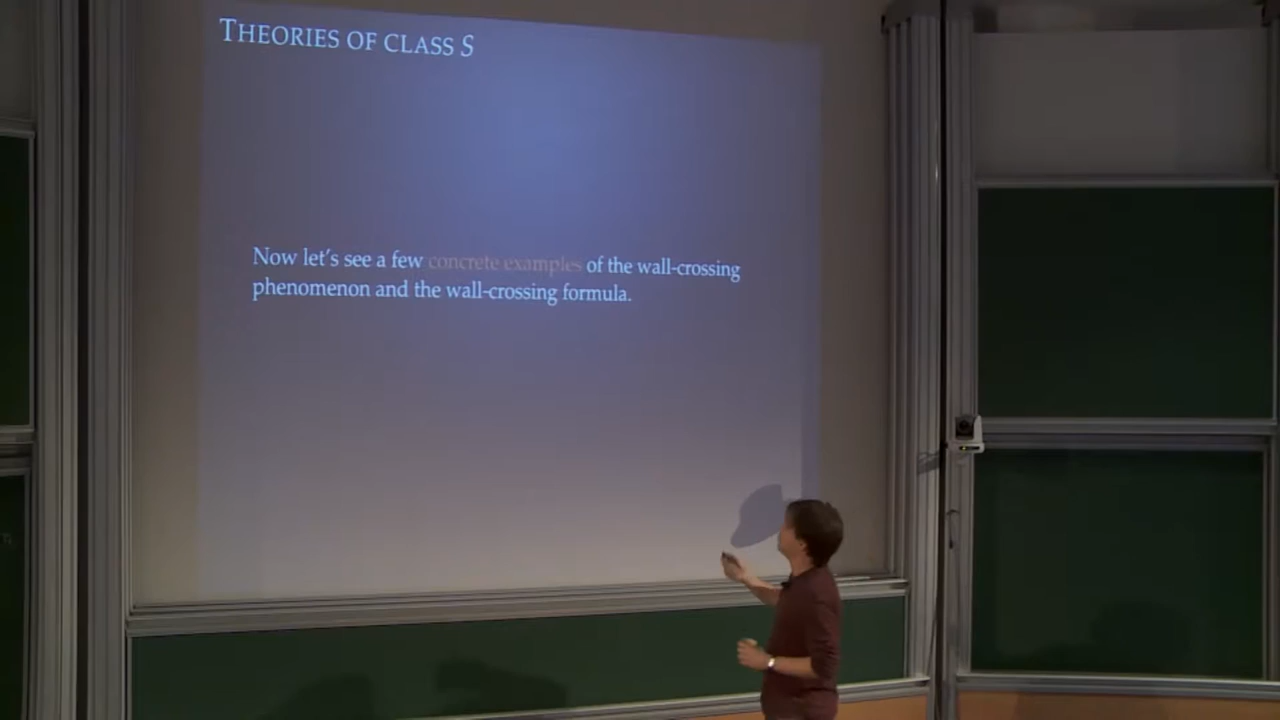 THEORIES OF CLASS S
Now let's see a few concrete examples of the wall-crossing
phenomenon and the wall-crossing formula.